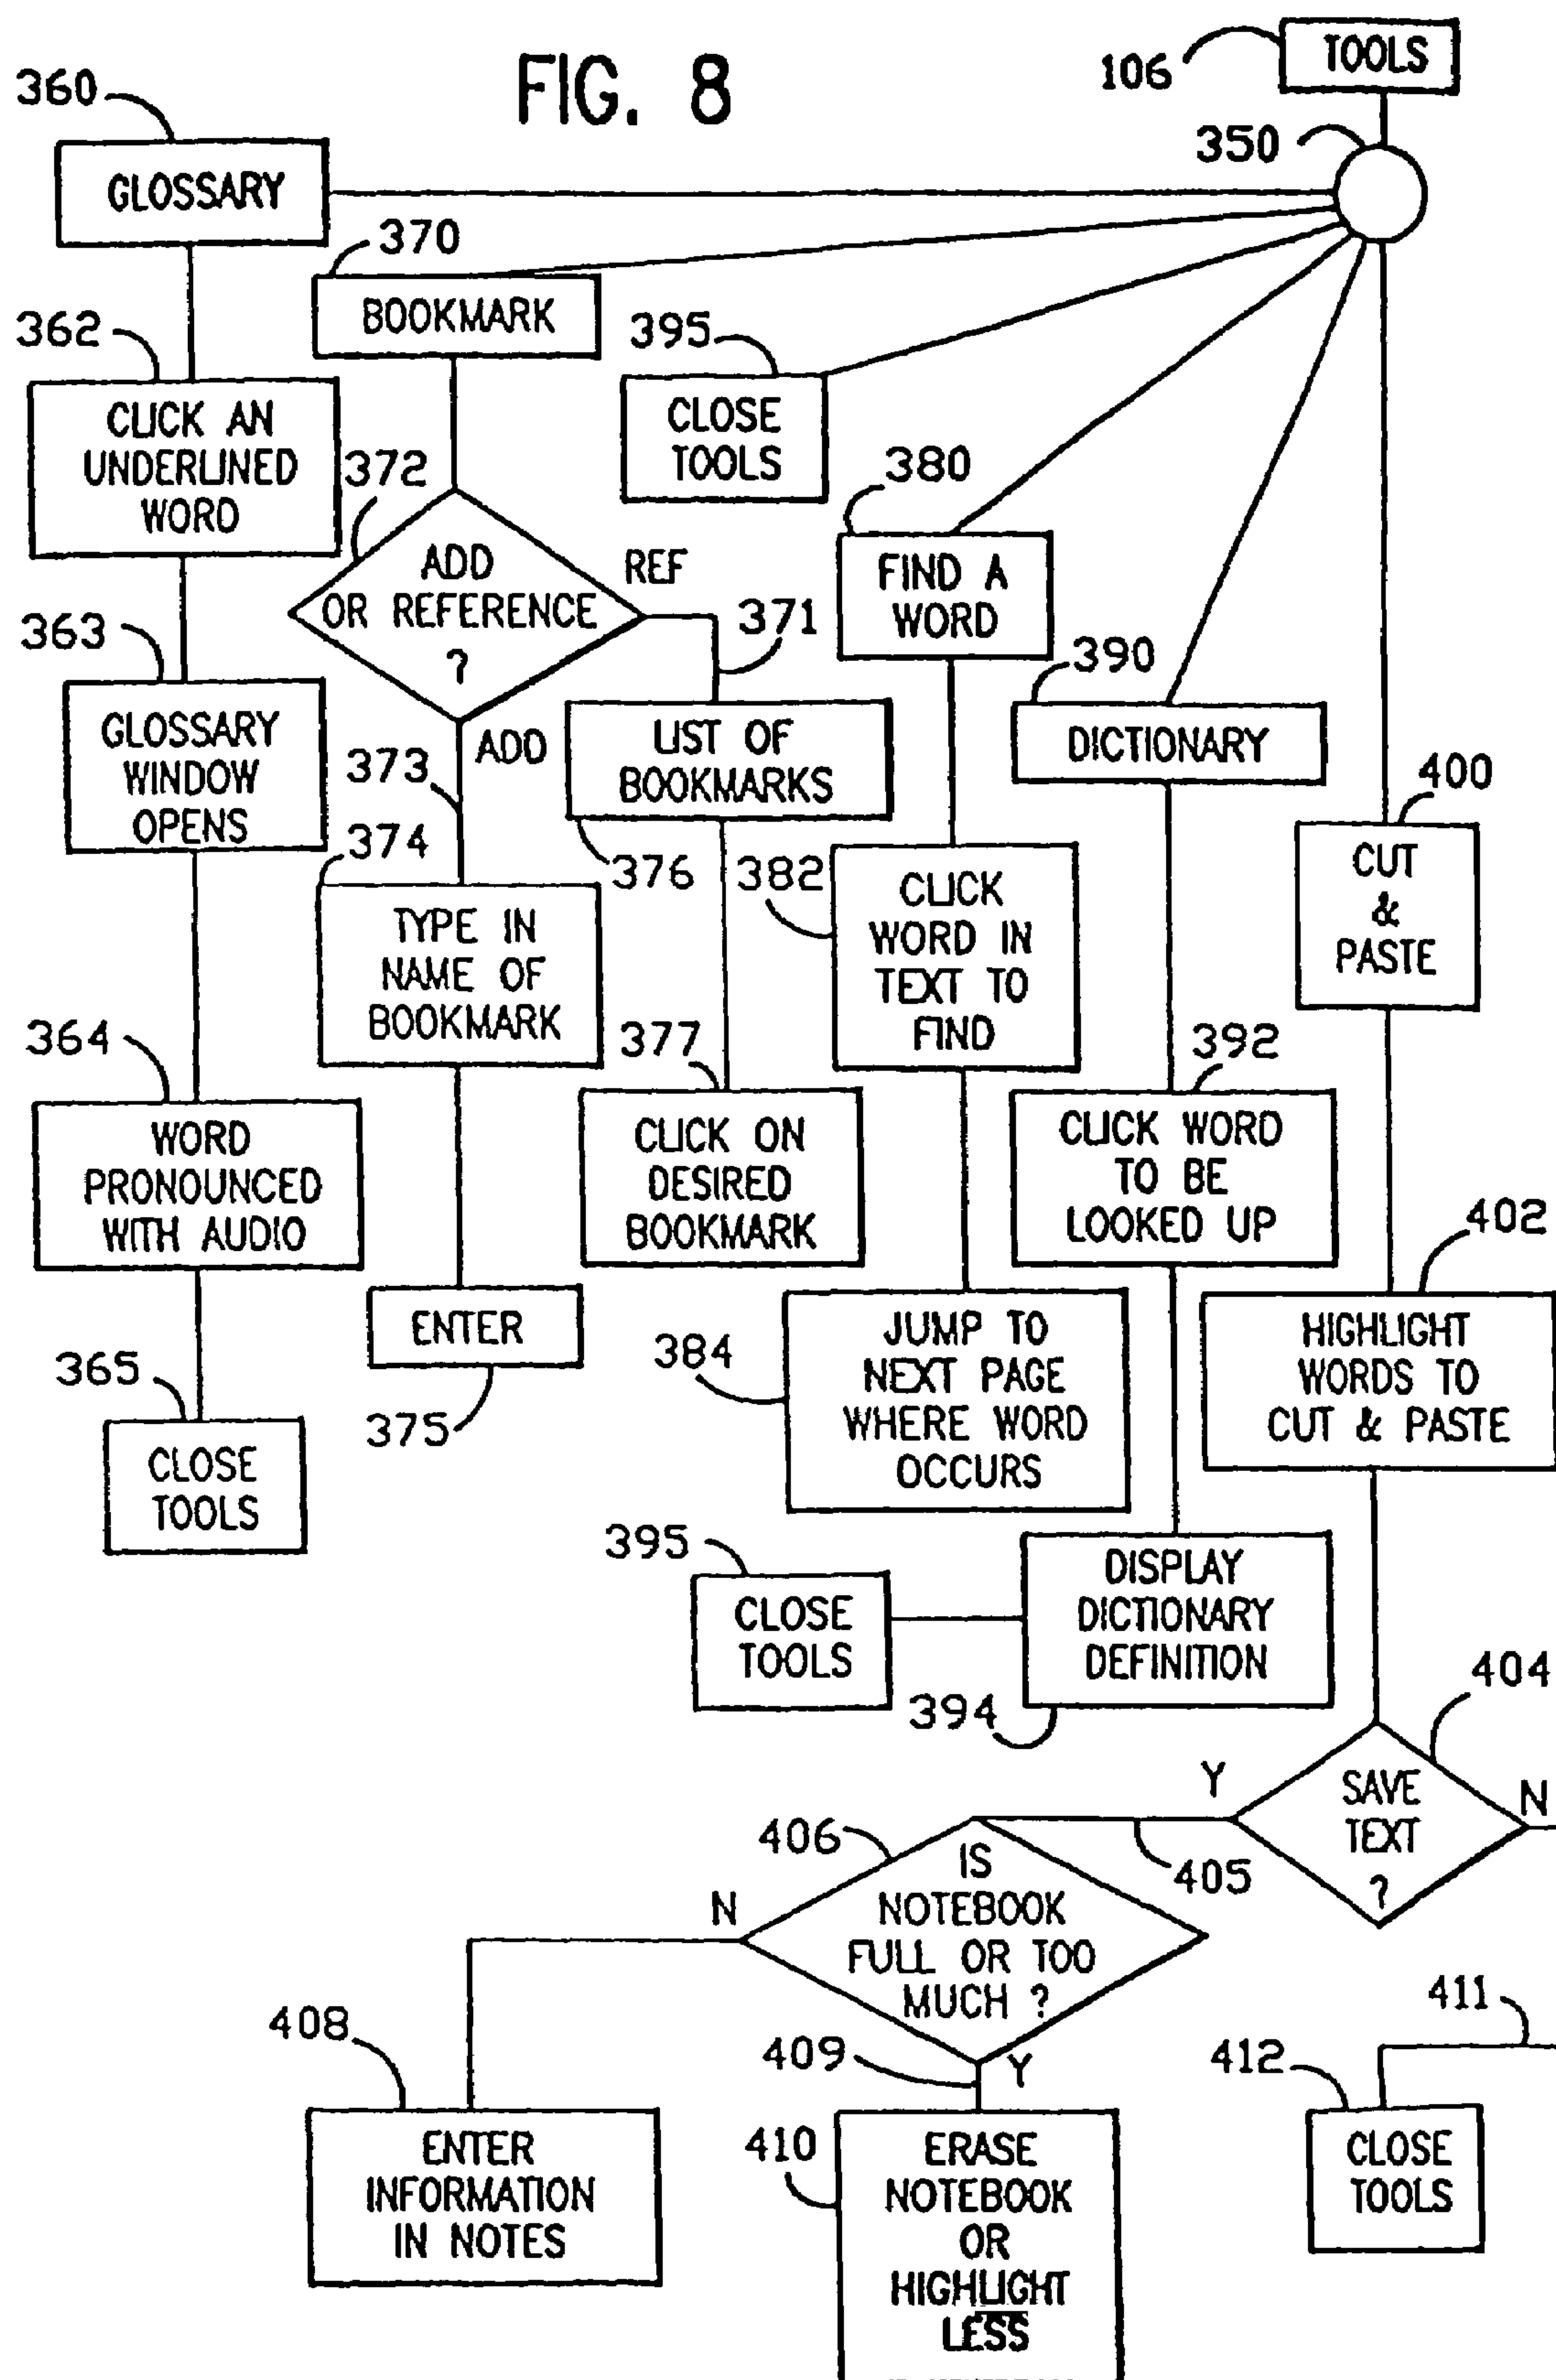 FIG. 8
106
TOOLS
350
360
GLOSSARY
362
CLICK AN
UNDERLINED
WORD
363
GLOSSARY
WINDOW
OPENS
364
WORD
PRONOUNCED
WITH AUDIO
365
CLOSE
TOOLS
370
BOOKMARK
372
ADD
OR REFERENCE
?
REF
371
ADD
373
374
TYPE IN
NAME OF
BOOKMARK
ENTER
375
LIST OF
BOOKMARKS
376
377
CLICK ON
DESIRED
BOOKMARK
395
CLOSE
TOOLS
380
FIND A
WORD
382
CLICK
WORD IN
TEXT TO
FIND
384
JUMP TO
NEXT PAGE
WHERE WORD
OCCURS
390
DICTIONARY
392
CLICK WORD
TO BE
LOOKED UP
DISPLAY
DICTIONARY
DEFINITION
394
395
CLOSE
TOOLS
400
CUT
&
PASTE
402
HIGHLIGHT
WORDS TO
CUT & PASTE
404
SAVE
TEXT
?
Y
N
405
406
IS
NOTEBOOK
FULL OR TOO
MUCH ?
N
Y
408
ENTER
INFORMATION
IN NOTES
409
410
ERASE
NOTEBOOK
OR
HIGHLIGHT
LESS
411
412
CLOSE
TOOLS